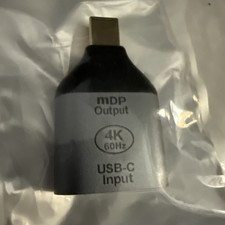 mDP
Output
4K
60Hz
USB-C
Input